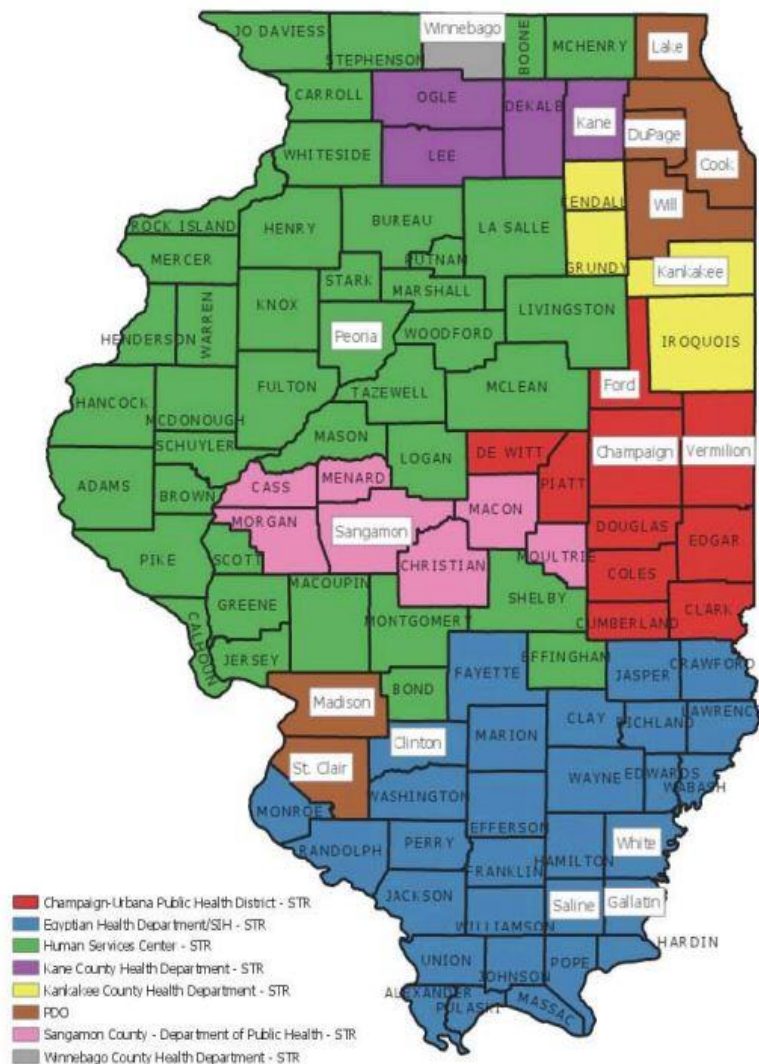 JO DAVIESS
STEPHENSON
Winnebago
BOONE
MCHENRY
Lake
CARROLL
OGLE
DEKALB
Kane
DuPage
Cook
WHITESIDE
LEE
KENDALL
Will
ROCK ISLAND
HENRY
BUREAU
LA SALLE
MERCER
PUTNAM
GRUNDY
Kankakee
STARK
MARSHALL
KNOX
LIVINGSTON
HENDERSON
WARREN
Peoria
WOODFORD
IROQUOIS
FULTON
TAZEWELL
MCLEAN
Ford
HANCOCK
MCDONOUGH
SCHUYLER
MASON
LOGAN
DE WITT
Champaign
Vermilion
ADAMS
BROWN
CASS
MENARD
MACON
PIATT
MORGAN
Sangamon
DOUGLAS
EDGAR
PIKE
SCOTT
CHRISTIAN
MOULTRIE
COLES
MACOUPIN
SHELBY
GREENE
MONTGOMERY
CUMBERLAND
CLARK
CALHOUN
JERSEY
EFFINGHAM
FAYETTE
JASPER
CRAWFORD
BOND
Madison
CLAY
RICHLAND
LAWRENC
Clinton
MARION
St. Clair
WAYNE
EDWARDS
WABASH
MONROE
WASHINGTON
EFFERSON
RANDOLPH
PERRY
HAMILTON
White
FRANKLIN
JACKSON
Saline
Gallatin
WILLIAMSON
HARDIN
UNION
JOHNSON
POPE
ALEXANDER
PULASKI
MASSAC
Champaign-Urbana Public Health District - STR
Egyptian Health Department/SIH - STR
Human Services Center - STR
Kane County Health Department - STR
Kankakee County Health Department - STR
PDO
Sangamon County - Department of Public Health - STR
Winnebago County Health Department - STR